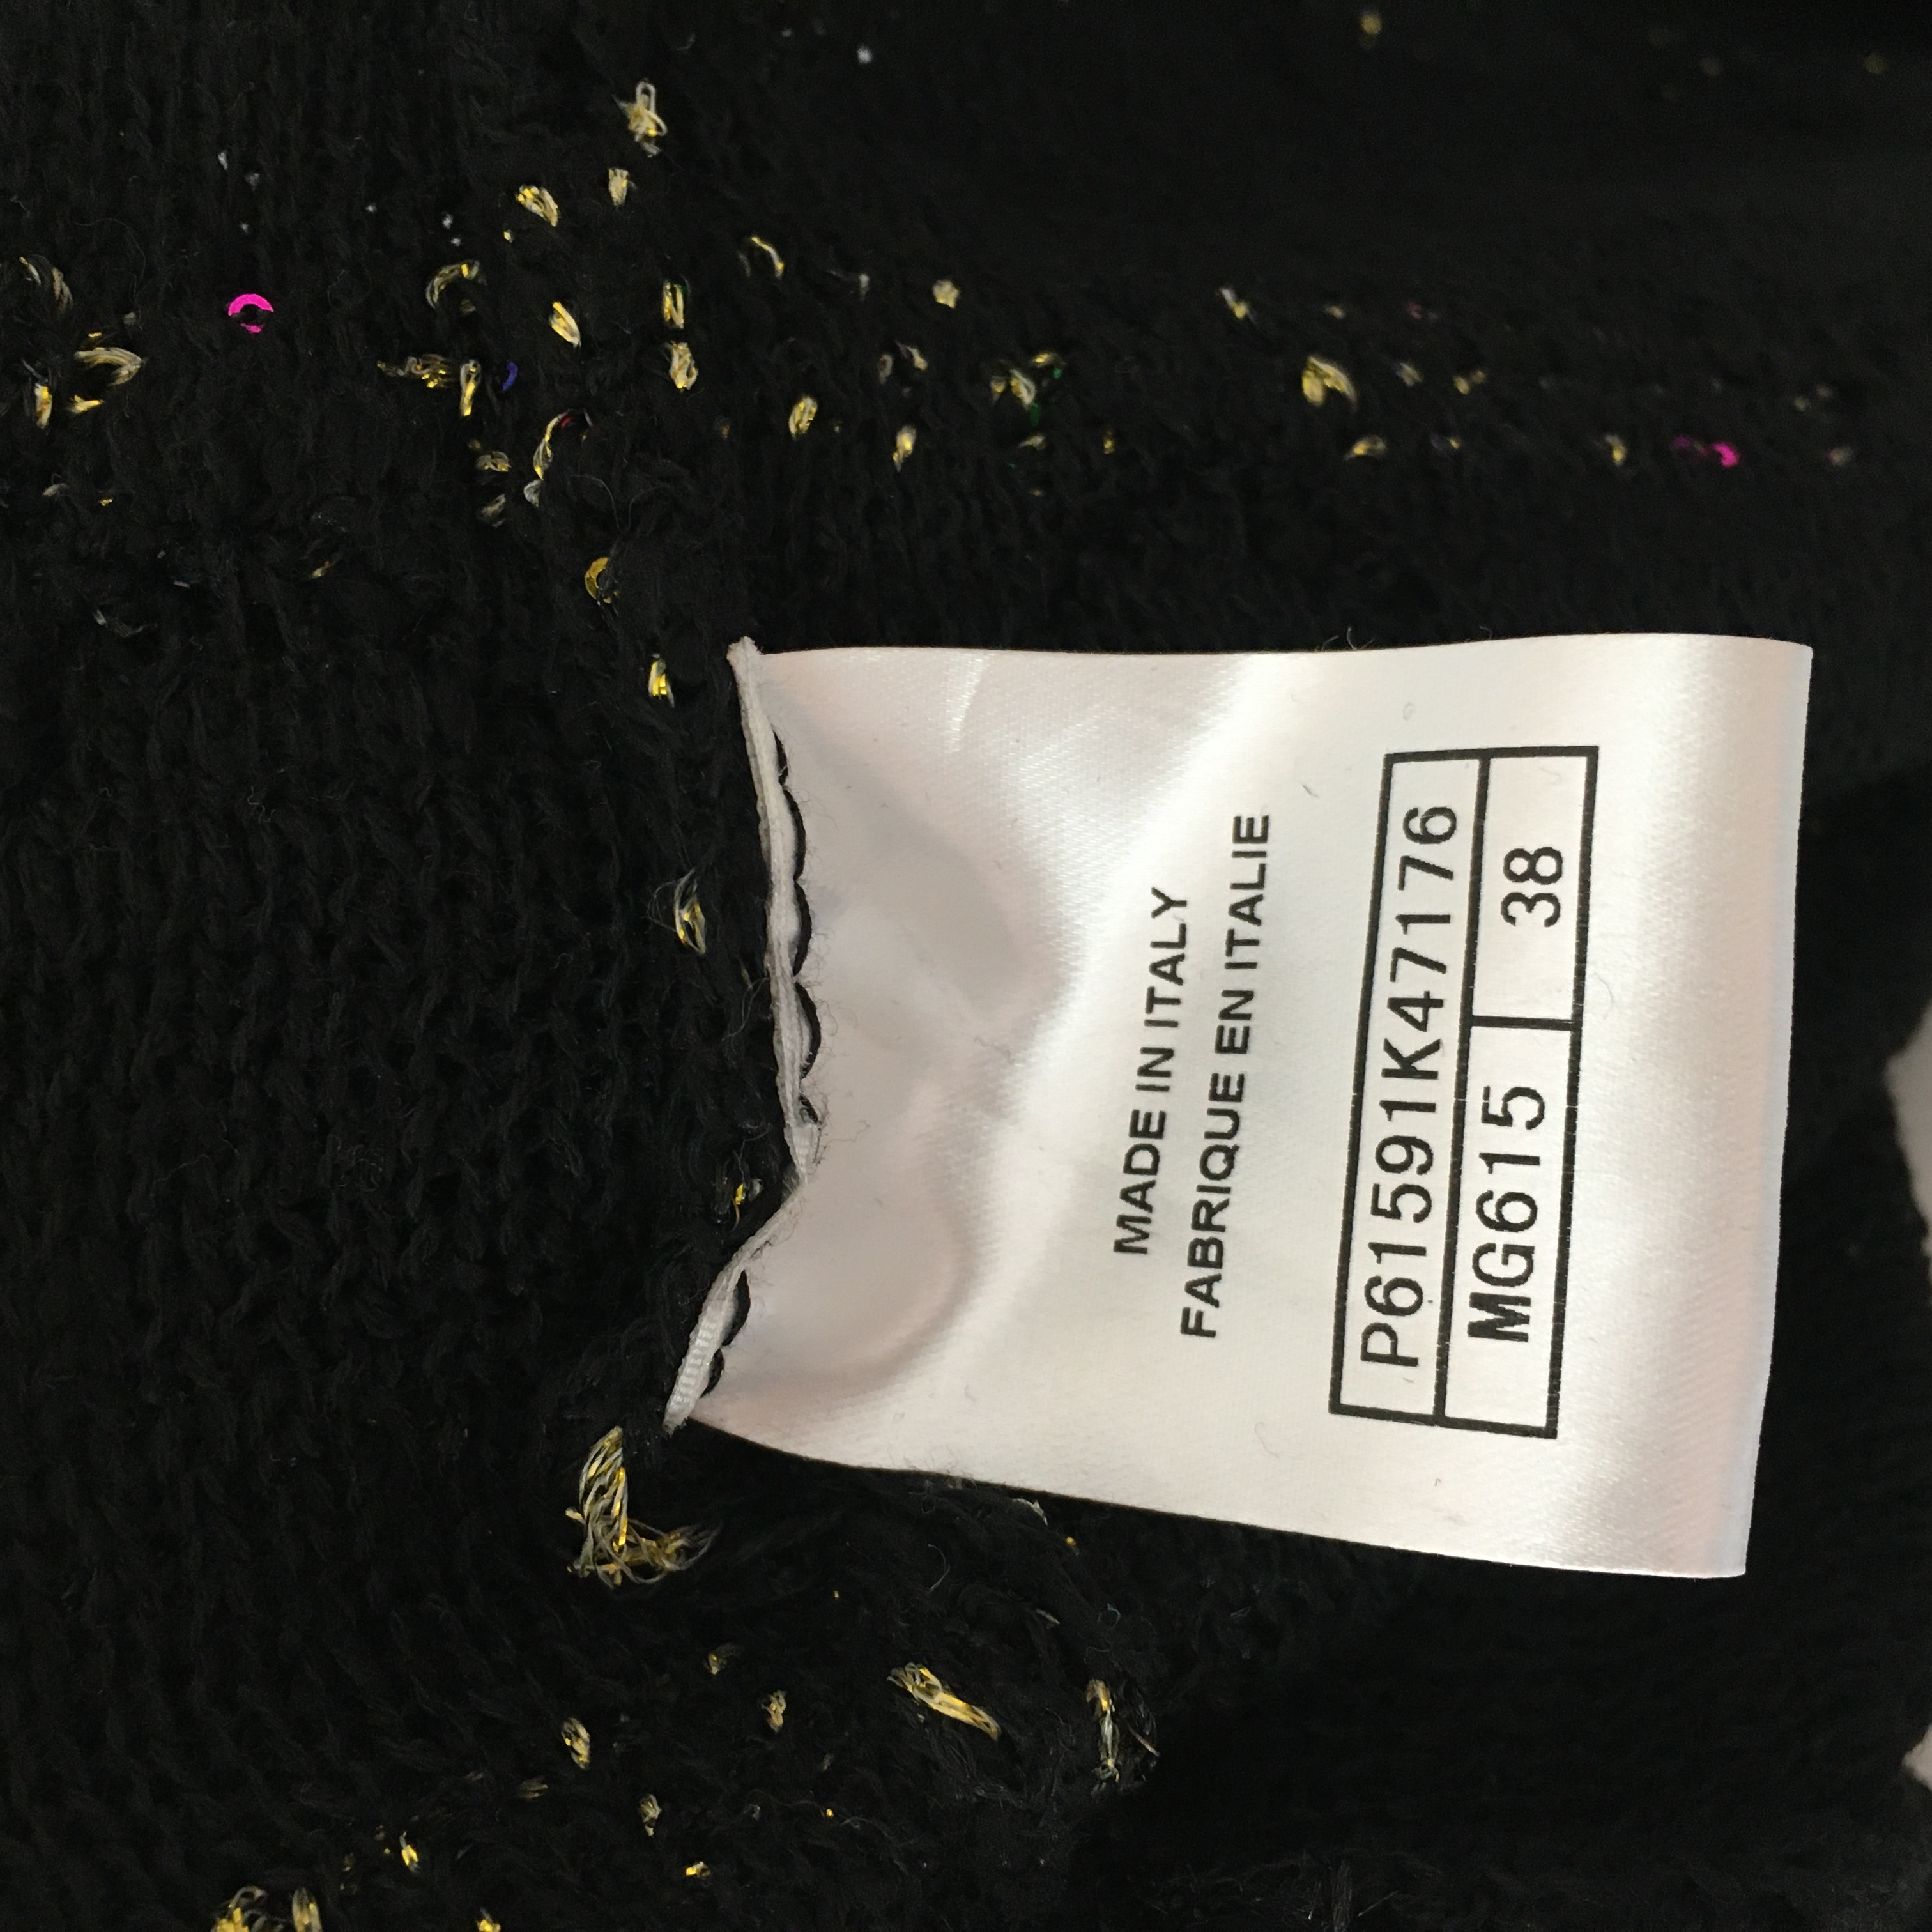 MADE IN ITALY
FABRIQUE EN ITALIE
P61591K47176
MG615 38